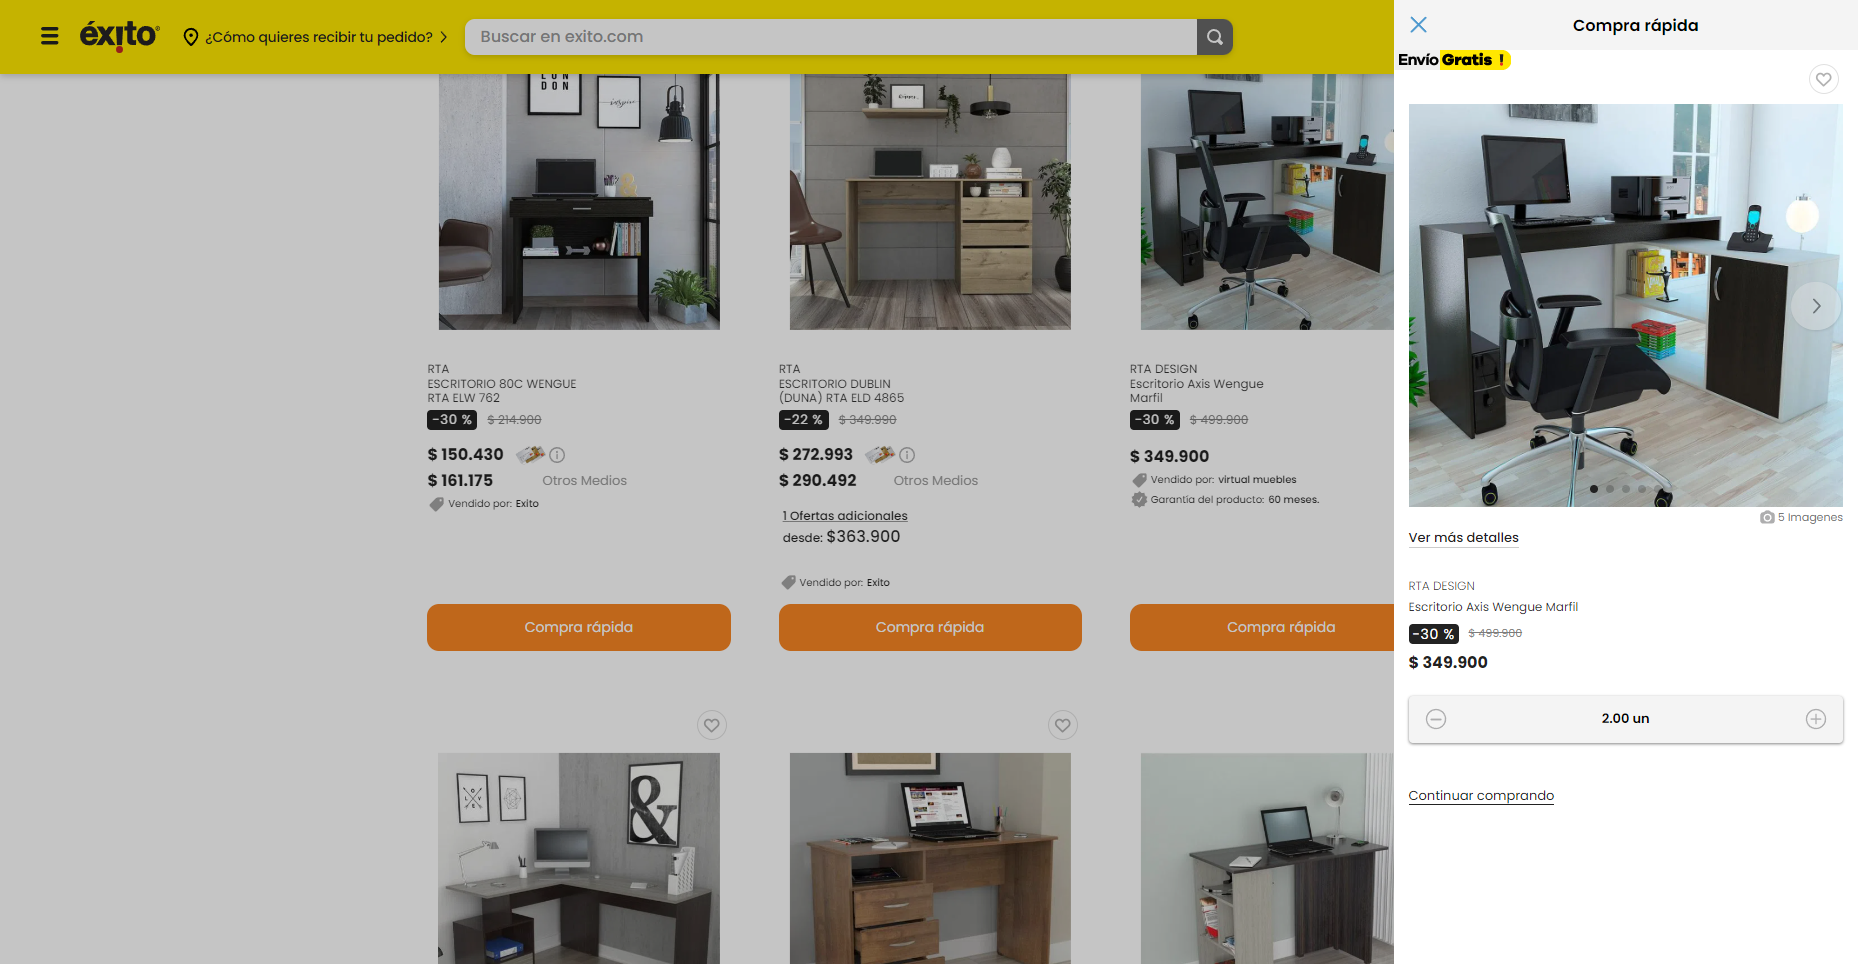 éxito
¿Cómo quieres recibir tu pedido?
Buscar en exito.com
Compra rápida
Envío Gratis !
LONDON
inspire
RTA
ESCRITORIO 80C WENGUE
RTA ELW 762
-30 % $ 214.900
$ 150.430
$ 161.175 Otros Medios
Vendido por: Exito
Compra rápida
RTA
ESCRITORIO DUBLIN
(DUNA) RTA ELD 4865
-22 % $ 349.990
$ 272.993
$ 290.492 Otros Medios
1 Ofertas adicionales
desde: $363.900
Vendido por: Exito
Compra rápida
RTA DESIGN
Escritorio Axis Wengue
Marfil
-30 % $ 499.900
$ 349.900
Vendido por: virtual muebles
Garantía del producto: 60 meses.
Compra rápida
LOVE
&
5 Imagenes
Ver más detalles
RTA DESIGN
Escritorio Axis Wengue Marfil
-30 % $ 499.900
$ 349.900
2.00 un
Continuar comprando